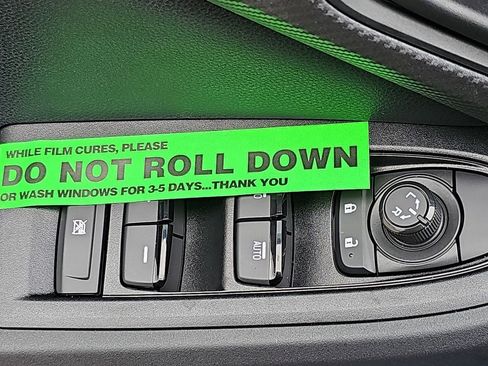 WHILE FILM CURES, PLEASE
DO NOT ROLL DOWN
OR WASH WINDOWS FOR 3-5 DAYS...THANK YOU
AUTO
L R